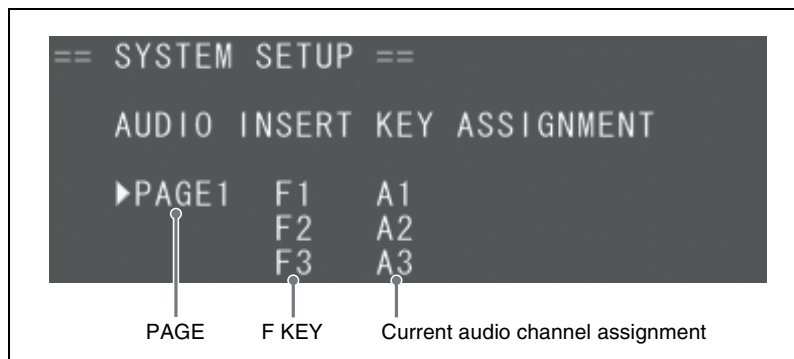 == SYSTEM SETUP ==
AUDIO INSERT KEY ASSIGNMENT
▶PAGE1 F1 A1
F2 A2
F3 A3
PAGE F KEY Current audio channel assignment